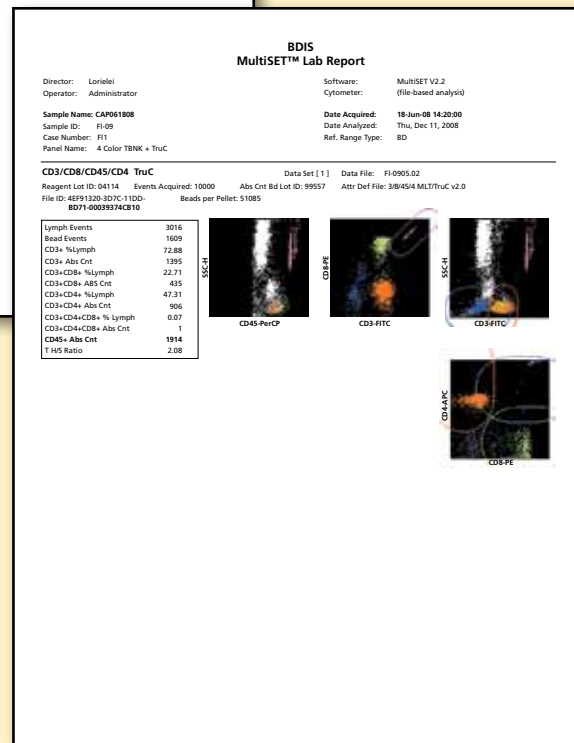 BDIS
MultiSET™ Lab Report
Director: Lorielei
Operator: Administrator
Software: MultiSET V2.2
Cytometer: (file-based analysis)
Sample Name: CAP061808
Sample ID: FI-09
Case Number: FI1
Panel Name: 4 Color TBNK + TruC
Date Acquired: 18-Jun-08 14:20:00
Date Analyzed: Thu, Dec 11, 2008
Ref. Range Type: BD
CD3/CD8/CD45/CD4 TruC Data Set [ 1 ] Data File: FI-0905.02
Reagent Lot ID: 04114 Events Acquired: 10000 Abs Cnt Bd Lot ID: 99557 Attr Def File: 3/8/45/4 MLT/TruC v2.0
File ID: 4EF91320-3D7C-11DD- Beads per Pellet: 51085
BD71-00039374CB10
Lymph Events 3016
Bead Events 1609
CD3+ %Lymph 72.88
CD3+ Abs Cnt 1395
CD3+CD8+ %Lymph 22.71
CD3+CD8+ ABS Cnt 435
CD3+CD4+ %Lymph 47.31
CD3+CD4+ Abs Cnt 906
CD3+CD4+CD8+ % Lymph 0.07
CD3+CD4+CD8+ Abs Cnt 1
CD45+ Abs Cnt 1914
T H/S Ratio 2.08
SSC-H
CD45-PerCP
CD8-PE
CD3-FITC
SSC-H
CD3-FITC
CD4-APC
CD8-PE